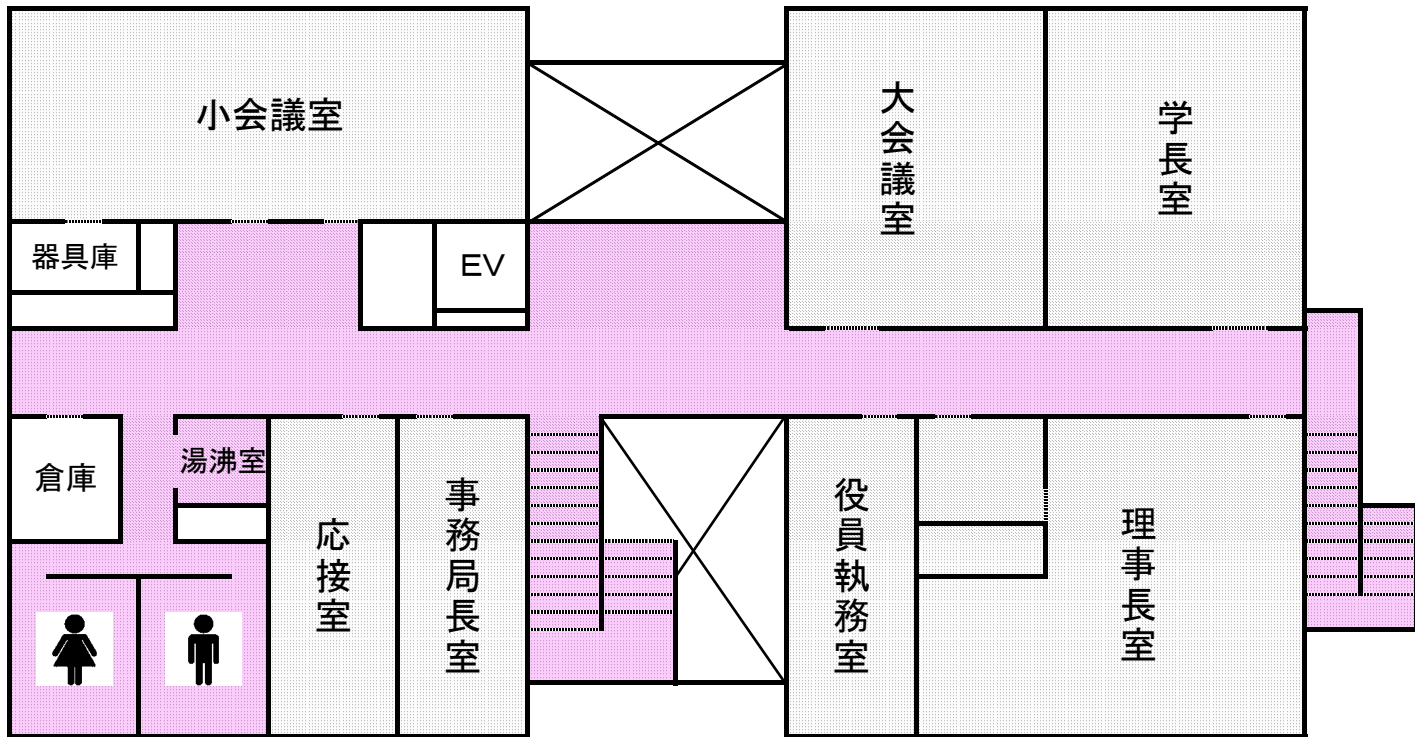 小会議室
大会議室
学長室
器具庫
EV
倉庫
湯沸室
応接室
事務局長室
役員執務室
理事長室